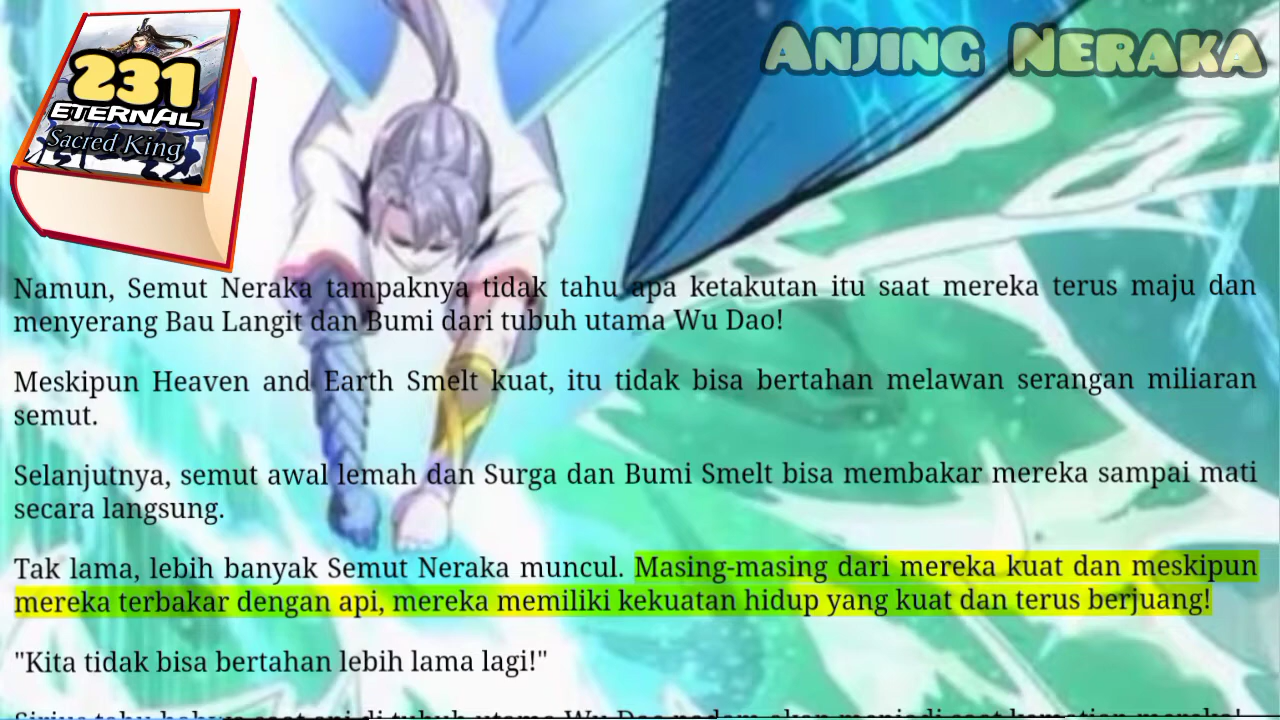 231
ETERNAL
Sacred King
ANJING NERAKA
Namun, Semut Neraka tampaknya tidak tahu apa ketakutan itu saat mereka terus maju dan
menyerang Bau Langit dan Bumi dari tubuh utama Wu Dao!
Meskipun Heaven and Earth Smelt kuat, itu tidak bisa bertahan melawan serangan miliaran
semut.
Selanjutnya, semut awal lemah dan Surga dan Bumi Smelt bisa membakar mereka sampai mati
secara langsung.
Tak lama, lebih banyak Semut Neraka muncul. Masing-masing dari mereka kuat dan meskipun
mereka terbakar dengan api, mereka memiliki kekuatan hidup yang kuat dan terus berjuang!
"Kita tidak bisa bertahan lebih lama lagi!"